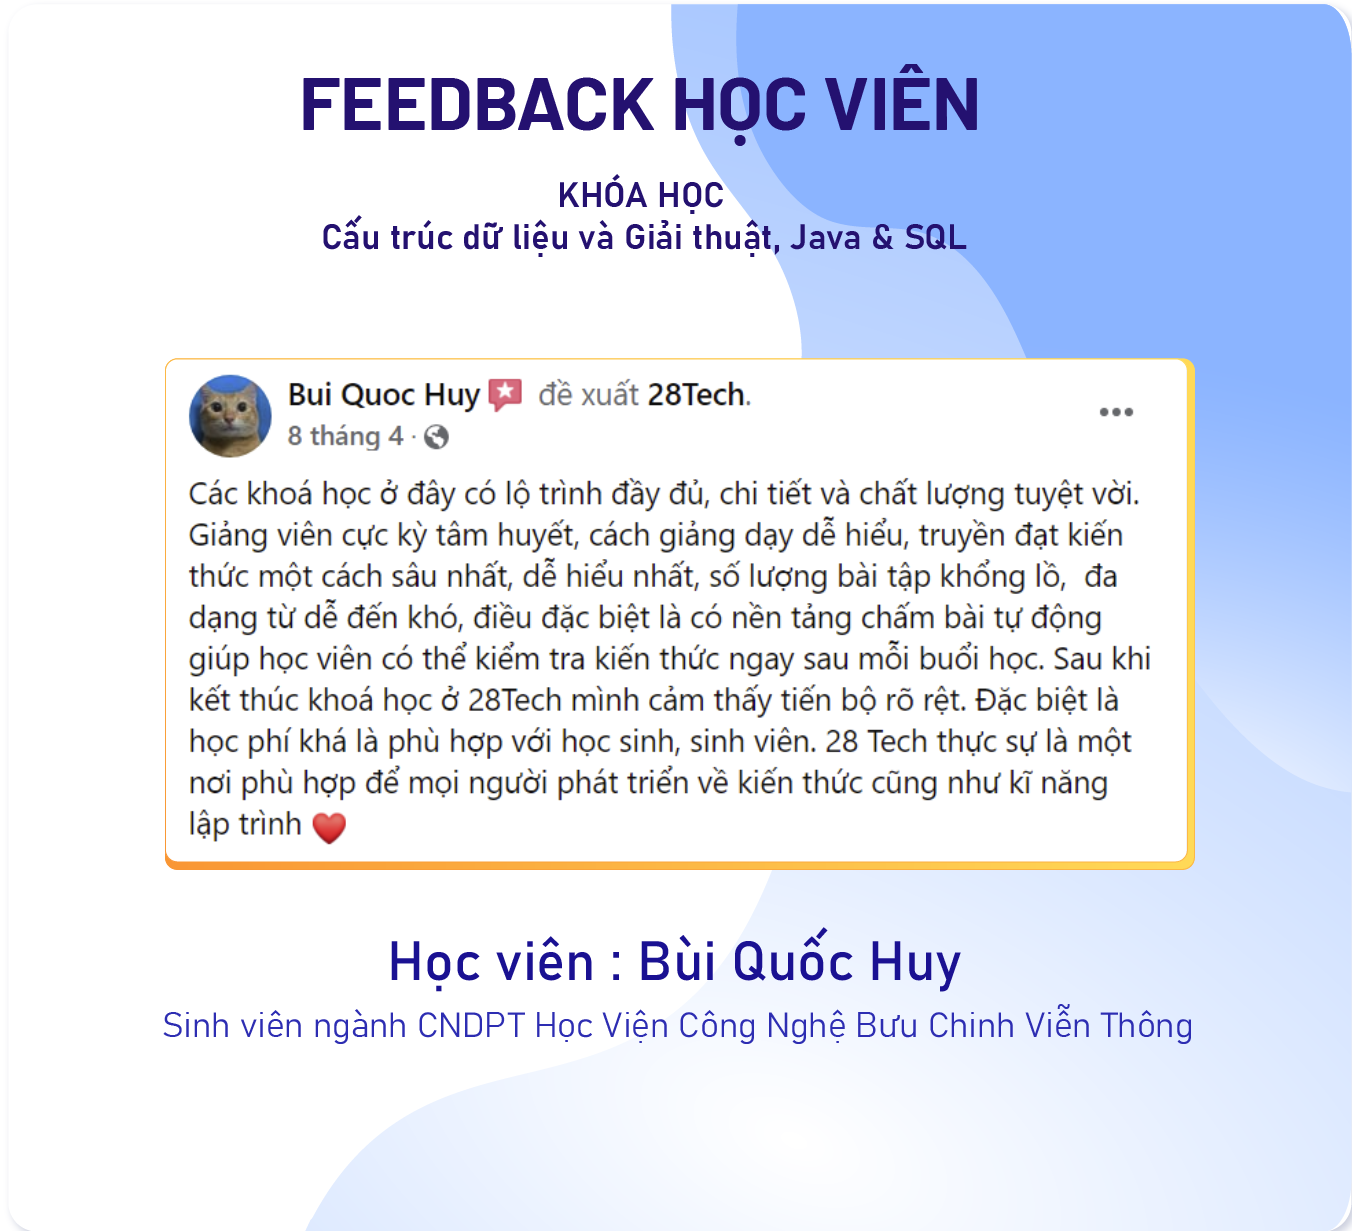 FEEDBACK HỌC VIÊN
KHÓA HỌC
Cấu trúc dữ liệu và Giải thuật, Java & SQL
Bui Quoc Huy đề xuất 28Tech.
8 tháng 4 ·
Các khoá học ở đây có lộ trình đầy đủ, chi tiết và chất lượng tuyệt vời.
Giảng viên cực kỳ tâm huyết, cách giảng dạy dễ hiểu, truyền đạt kiến
thức một cách sâu nhất, dễ hiểu nhất, số lượng bài tập khổng lồ, đa
dạng từ dễ đến khó, điều đặc biệt là có nền tảng chấm bài tự động
giúp học viên có thể kiểm tra kiến thức ngay sau mỗi buổi học. Sau khi
kết thúc khoá học ở 28Tech mình cảm thấy tiến bộ rõ rệt. Đặc biệt là
học phí khá là phù hợp với học sinh, sinh viên. 28 Tech thực sự là một
nơi phù hợp để mọi người phát triển về kiến thức cũng như kĩ năng
lập trình ❤️
Học viên : Bùi Quốc Huy
Sinh viên ngành CNDPT Học Viện Công Nghệ Bưu Chinh Viễn Thông